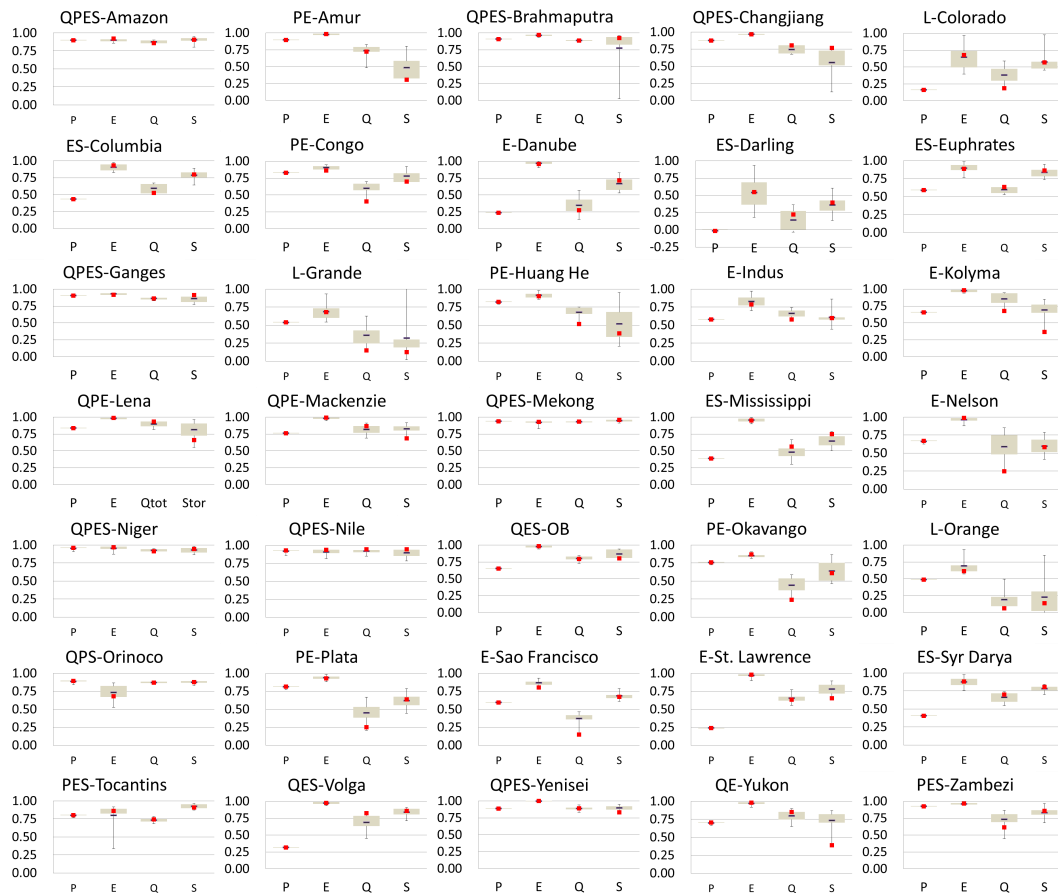 QPES-Amazon PE-Amur QPES-Brahmaputra QPES-Changjiang L-Colorado
1.00 1.00 1.00 1.00 1.00
0.75 0.75 0.75 0.75 0.75
0.50 0.50 0.50 0.50 0.50
0.25 0.25 0.25 0.25 0.25
0.00 0.00 0.00 0.00 0.00
P E Q S P E Q S P E Q S P E Q S P E Q S
ES-Columbia PE-Congo E-Danube ES-Darling ES-Euphrates
1.00 1.00 1.00 1.00 1.00
0.75 0.75 0.75 0.75 0.75
0.50 0.50 0.50 0.50 0.50
0.25 0.25 0.25 0.25 0.25
0.00 0.00 0.00 0.00 0.00
-0.25
P E Q S P E Q S P E Q S P E Q S P E Q S
QPES-Ganges L-Grande PE-Huang He E-Indus E-Kolyma
1.00 1.00 1.00 1.00 1.00
0.75 0.75 0.75 0.75 0.75
0.50 0.50 0.50 0.50 0.50
0.25 0.25 0.25 0.25 0.25
0.00 0.00 0.00 0.00 0.00
P E Q S P E Q S P E Q S P E Q S P E Q S
QPE-Lena QPE-Mackenzie QPES-Mekong ES-Mississippi E-Nelson
1.00 1.00 1.00 1.00 1.00
0.75 0.75 0.75 0.75 0.75
0.50 0.50 0.50 0.50 0.50
0.25 0.25 0.25 0.25 0.25
0.00 0.00 0.00 0.00 0.00
P E Qtot Stor P E Q S P E Q S P E Q S P E Q S
QPES-Niger QPES-Nile QES-OB PE-Okavango L-Orange
1.00 1.00 1.00 1.00 1.00
0.75 0.75 0.75 0.75 0.75
0.50 0.50 0.50 0.50 0.50
0.25 0.25 0.25 0.25 0.25
0.00 0.00 0.00 0.00 0.00
P E Q S P E Q S P E Q S P E Q S P E Q S
QPS-Orinoco PE-Plata E-Sao Francisco E-St. Lawrence ES-Syr Darya
1.00 1.00 1.00 1.00 1.00
0.75 0.75 0.75 0.75 0.75
0.50 0.50 0.50 0.50 0.50
0.25 0.25 0.25 0.25 0.25
0.00 0.00 0.00 0.00 0.00
P E Q S P E Q S P E Q S P E Q S P E Q S
PES-Tocantins QES-Volga QPES-Yenisei QE-Yukon PES-Zambezi
1.00 1.00 1.00 1.00 1.00
0.75 0.75 0.75 0.75 0.75
0.50 0.50 0.50 0.50 0.50
0.25 0.25 0.25 0.25 0.25
0.00 0.00 0.00 0.00 0.00
P E Q S P E Q S P E Q S P E Q S P E Q S